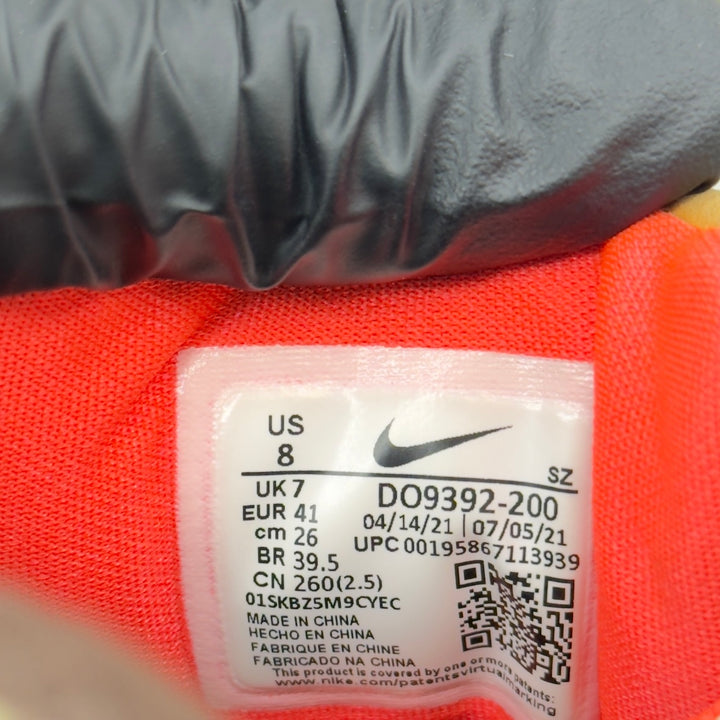 US
8
SZ
UK 7
DO9392-200
EUR 41
04/14/21 | 07/05/21
cm 26
UPC 00195867113939
BR 39.5
CN 260(2.5)
01SKBZ5M9CYEC
MADE IN CHINA
HECHO EN CHINA
FABRIQUE EN CHINE
FABRICADO NA CHINA
This product is covered by one or more patents.
www.nike.com/patentsvirtualmarking